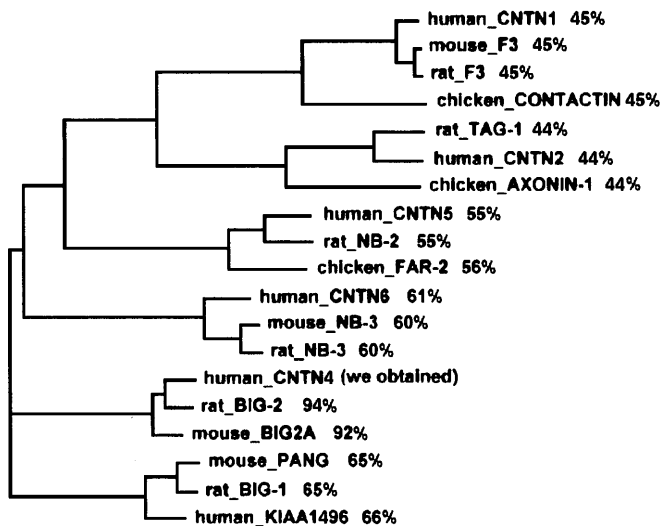 human_CNTN1 45%
mouse_F3 45%
rat_F3 45%
chicken_CONTACTIN 45%
rat_TAG-1 44%
human_CNTN2 44%
chicken_AXONIN-1 44%
human_CNTN5 55%
rat_NB-2 55%
chicken_FAR-2 56%
human_CNTN6 61%
mouse_NB-3 60%
rat_NB-3 60%
human_CNTN4 (we obtained)
rat_BIG-2 94%
mouse_BIG2A 92%
mouse_PANG 65%
rat_BIG-1 65%
human_KIAA1496 66%